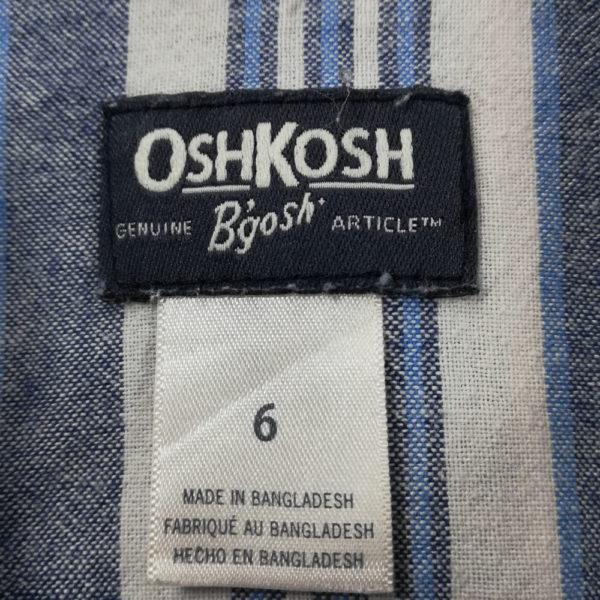 OSHKOSH
GENUINE B'gosh ARTICLE™
6
MADE IN BANGLADESH
FABRIQUÉ AU BANGLADESH
HECHO EN BANGLADESH